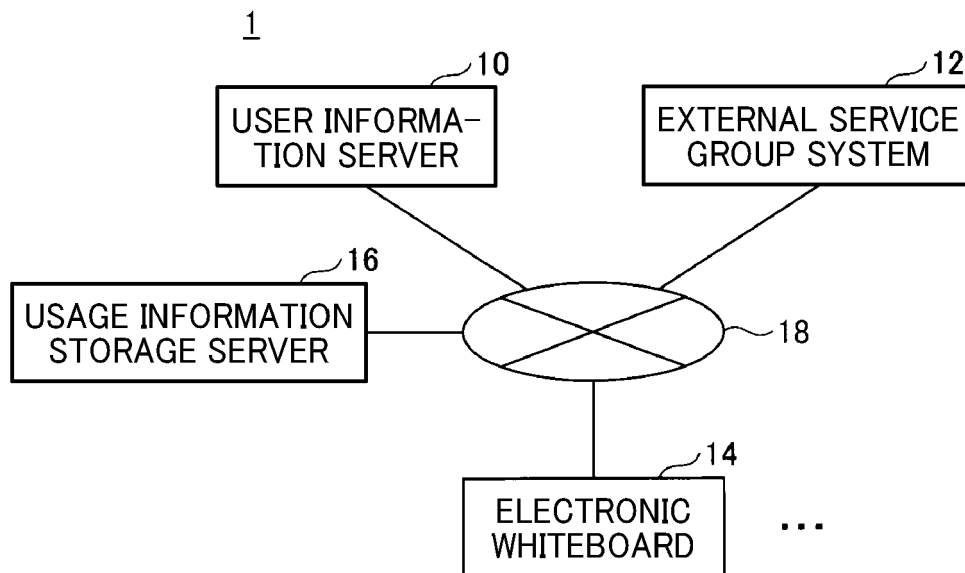 1
10
USER INFORMA-
TION SERVER
12
EXTERNAL SERVICE
GROUP SYSTEM
16
USAGE INFORMATION
STORAGE SERVER
18
14
ELECTRONIC
WHITEBOARD
...